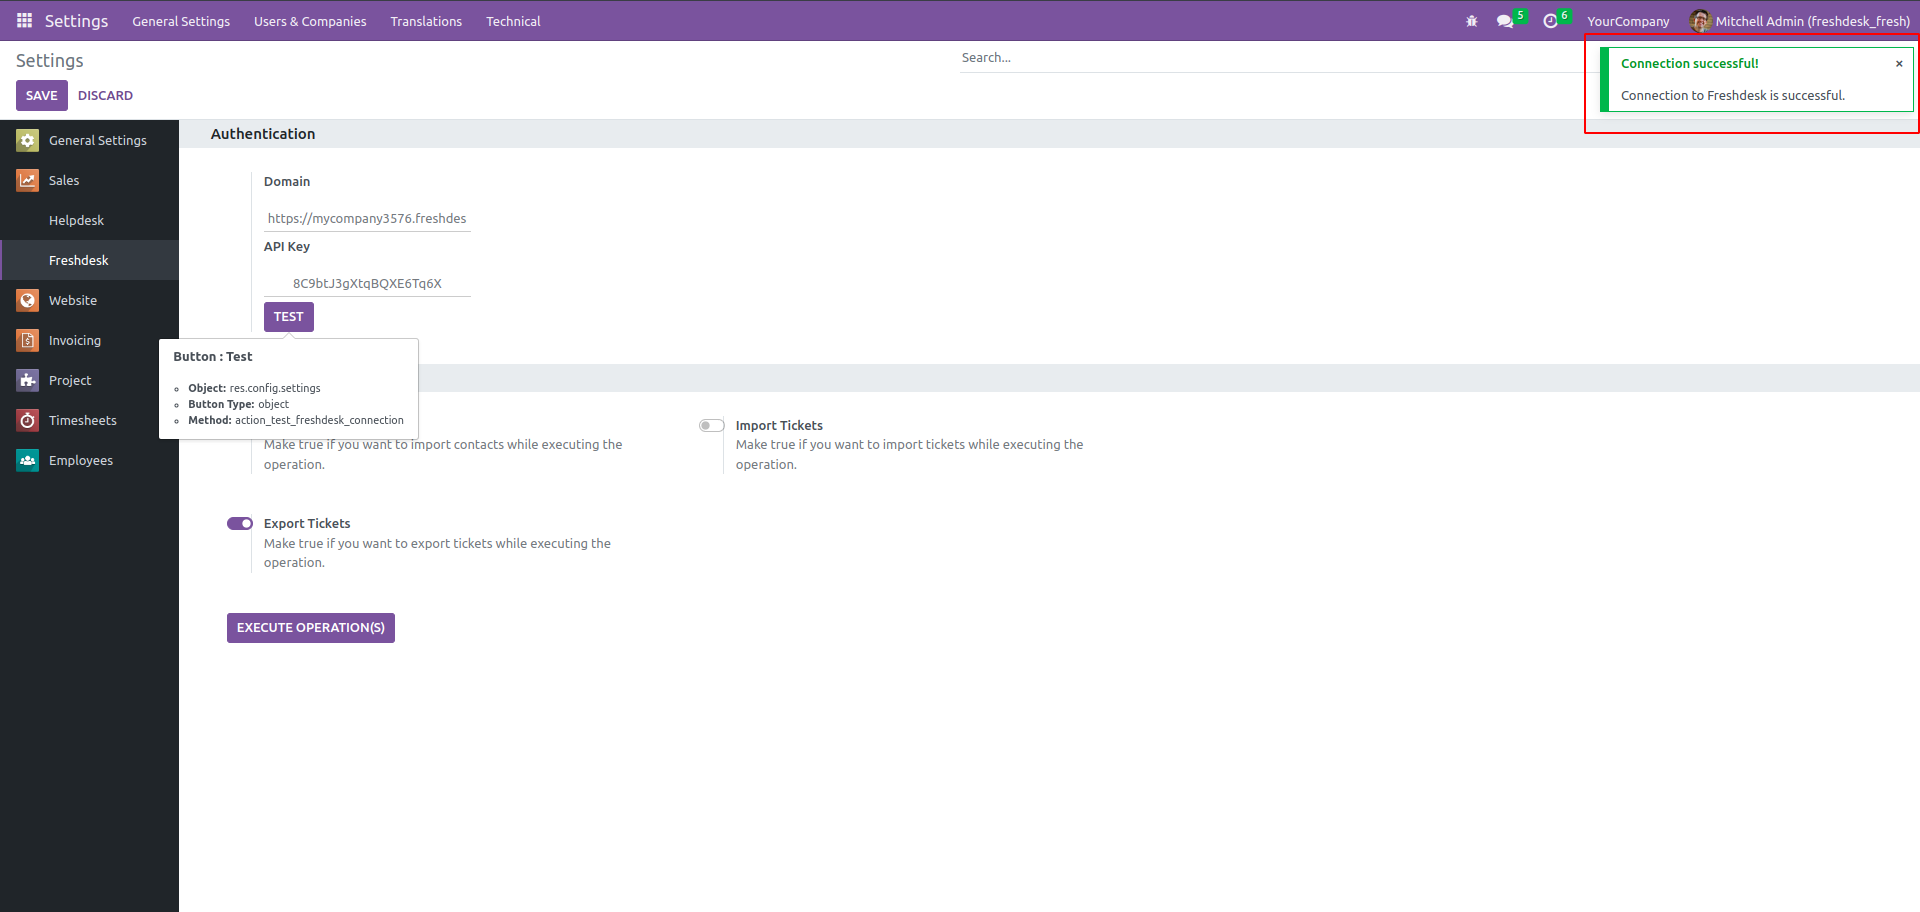 Settings
General Settings
Users & Companies
Translations
Technical
5
6
YourCompany
Mitchell Admin (freshdesk_fresh)
Settings
Search...
SAVE
DISCARD
Connection successful!
×
Connection to Freshdesk is successful.
General Settings
Sales
Helpdesk
Freshdesk
Website
Invoicing
Project
Timesheets
Employees
Authentication
Domain
https://mycompany3576.freshdes
API Key
8C9btJ3gXtqBQXE6Tq6X
TEST
Button : Test
Object: res.config.settings
Button Type: object
Method: action_test_freshdesk_connection
Make true if you want to import contacts while executing the
operation.
Import Tickets
Make true if you want to import tickets while executing the
operation.
Export Tickets
Make true if you want to export tickets while executing the
operation.
EXECUTE OPERATION(S)